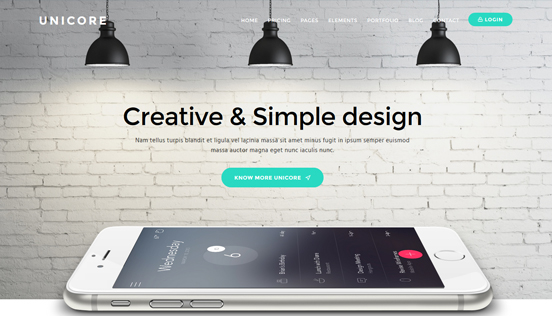 UNICORE
HOME PRICING PAGES ELEMENTS PORTFOLIO BLOG CONTACT LOGIN
Creative & Simple design
Nam tellus turpis blandit et ligula vel lacinia massa sit amet minus fugit in ipsum semper euismod
massa auctor magna eget nunc iaculis nunc.
KNOW MORE UNICORE
Wednesday
6